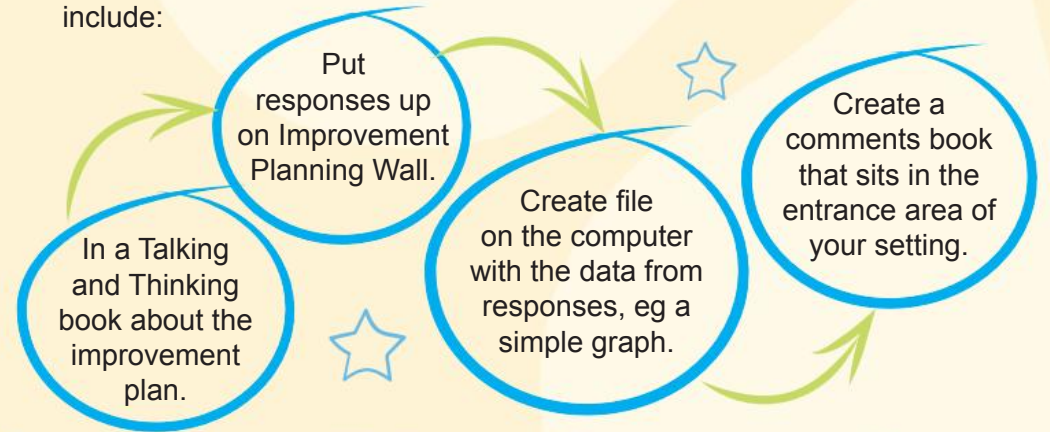 include:
In a Talking
and Thinking
book about the
improvement
plan.
Put
responses up
on Improvement
Planning Wall.
Create file
on the computer
with the data from
responses, eg a
simple graph.
Create a
comments book
that sits in the
entrance area of
your setting.